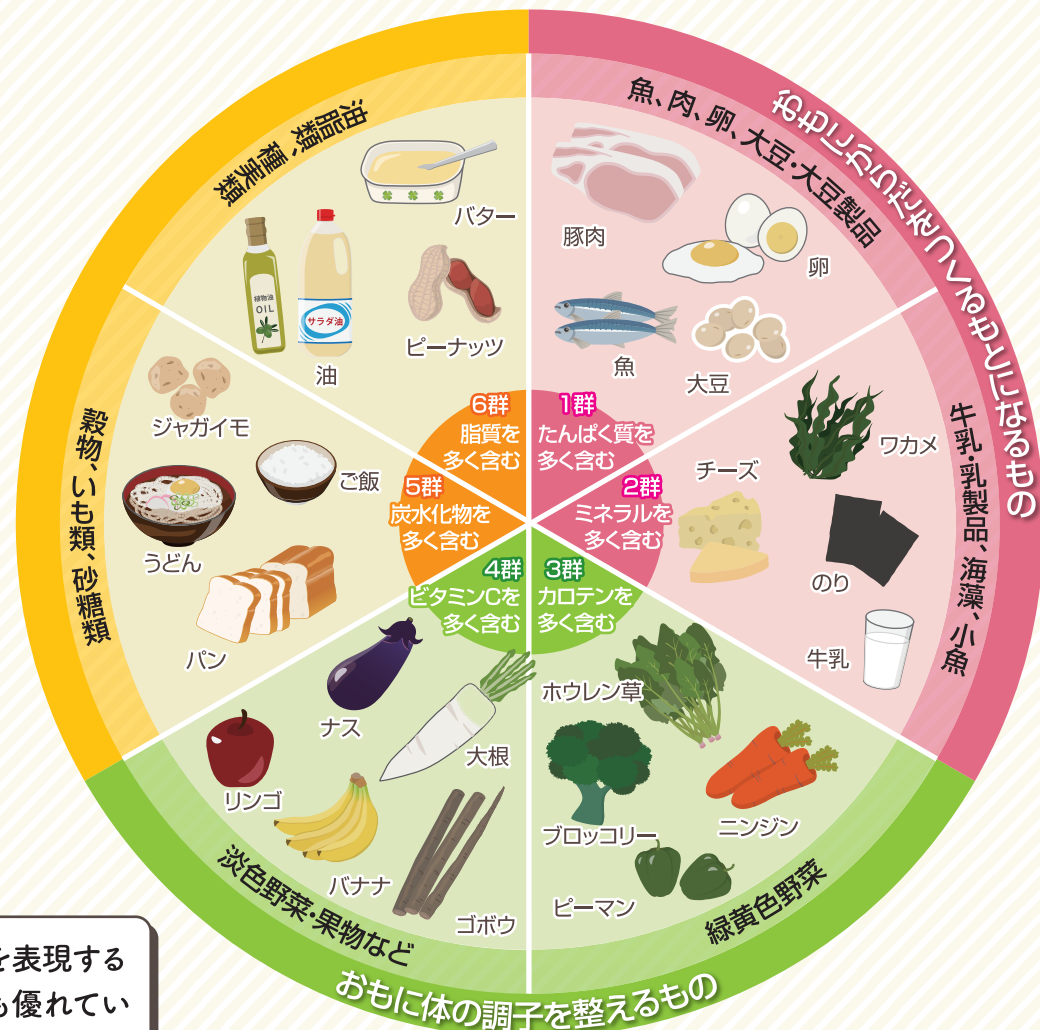 おもにからだをつくるもとになるもの
魚、肉、卵、大豆・大豆製品
豚肉
卵
魚
大豆
1群
たんぱく質を
多く含む
牛乳・乳製品、海藻、小魚
ワカメ
チーズ
のり
牛乳
2群
ミネラルを
多く含む
3群
カロテンを
多く含む
ホウレン草
ブロッコリー
ニンジン
ピーマン
緑黄色野菜
おもに体の調子を整えるもの
4群
ビタミンCを
多く含む
ナス
大根
リンゴ
バナナ
ゴボウ
淡色野菜・果物など
5群
炭水化物を
多く含む
ジャガイモ
ご飯
うどん
パン
穀物、いも類、砂糖類
6群
脂質を
多く含む
油脂類、種実類
バター
植物油
OIL
サラダ油
油
ピーナッツ
を表現する
も優れてい